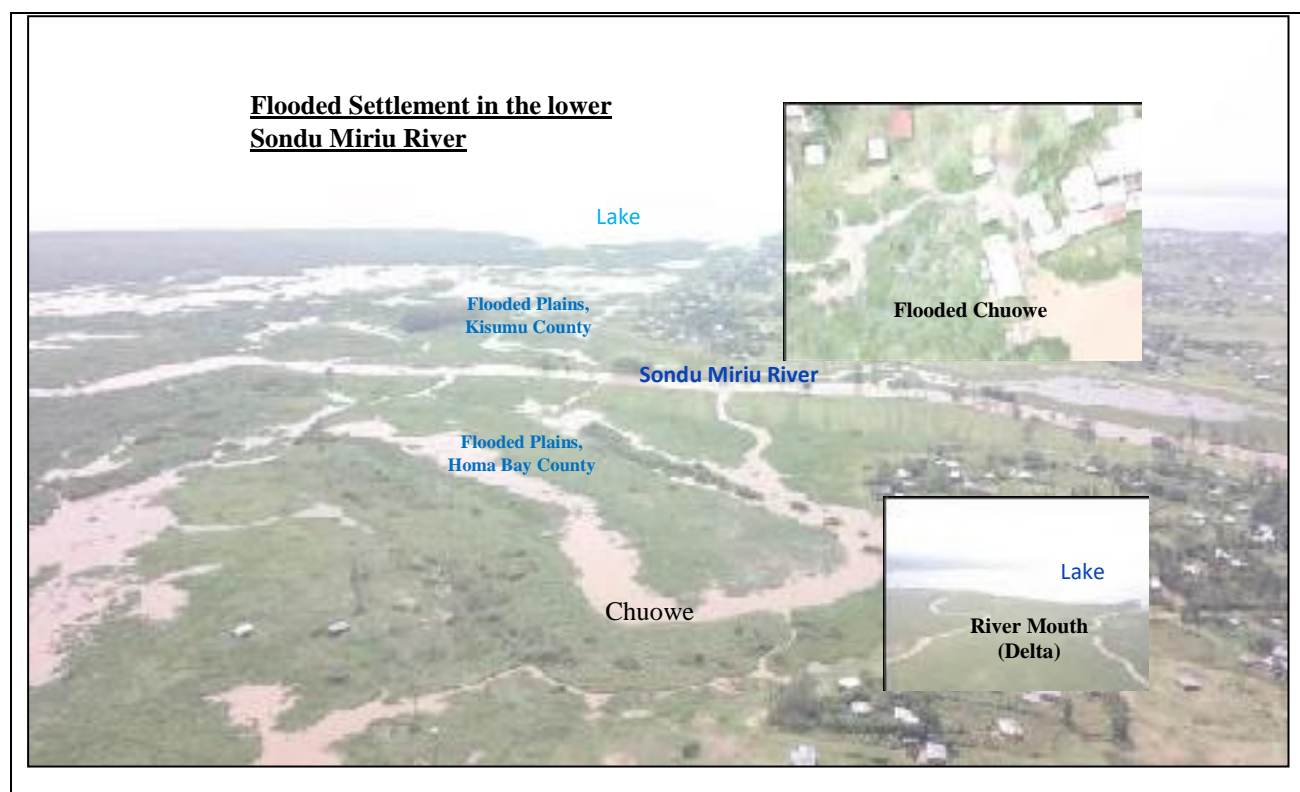 Flooded Settlement in the lower
Sondu Miriu River
Lake
Flooded Plains,
Kisumu County
Flooded Chuowe
Sondu Miriu River
Flooded Plains,
Homa Bay County
Lake
Chuowe
River Mouth
(Delta)